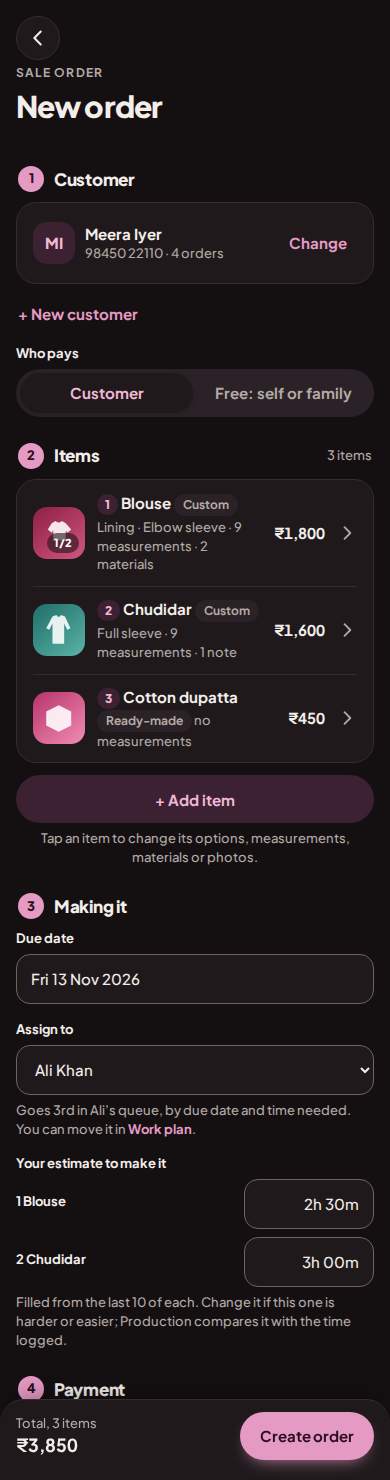 SALE ORDER
New order
1 Customer
MI
Meera Iyer
98450 22110 · 4 orders
Change
+ New customer
Who pays
Customer
Free: self or family
2 Items
3 items
1/2
1 Blouse Custom
Lining · Elbow sleeve · 9
measurements · 2
materials
₹1,800
2 Chudidar Custom
Full sleeve · 9
measurements · 1 note
₹1,600
3 Cotton dupatta
Ready-made no
measurements
₹450
+ Add item
Tap an item to change its options, measurements,
materials or photos.
3 Making it
Due date
Fri 13 Nov 2026
Assign to
Ali Khan
Goes 3rd in Ali's queue, by due date and time needed.
You can move it in Work plan.
Your estimate to make it
1 Blouse
2h 30m
2 Chudidar
3h 00m
Filled from the last 10 of each. Change it if this one is
harder or easier; Production compares it with the time
logged.
4 Payment
Total, 3 items
₹3,850
Create order